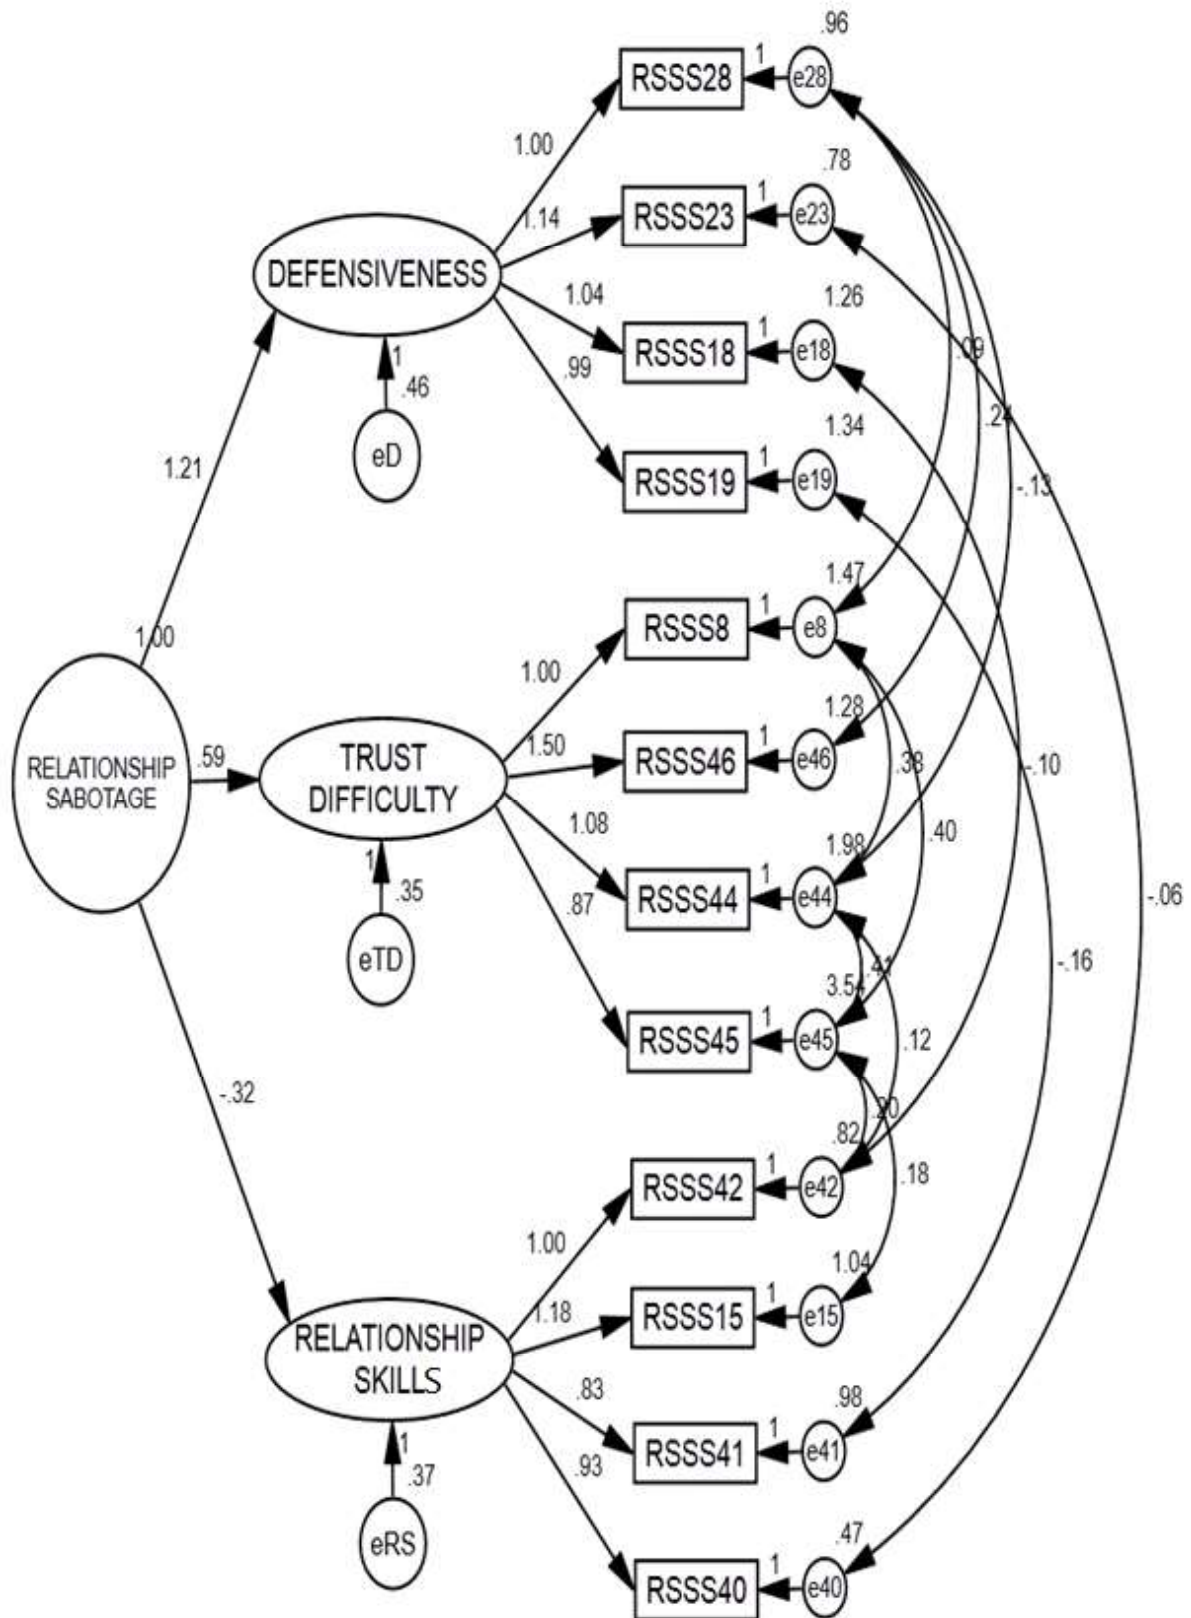 .96
1
RSSS28
e28
1.00
.78
1
1.14
RSSS23
e23
DEFENSIVENESS
1.04
1.26
1
RSSS18
e18
.09
1
.46
.99
1.34
.24
eD
1.21
1
RSSS19
e19
-.13
1.47
1
RSSS8
e8
1.00
1.00
1.28
TRUST
DIFFICULTY
1.50
1
RSSS46
e46
.38
-.10
RELATIONSHIP
SABOTAGE
.59
1.08
1.98
.40
1
.35
.87
1
RSSS44
e44
-.06
eTD
3.54
.41
-.16
1
RSSS45
e45
.12
-.32
.20
.82
1
RSSS42
e42
.18
1.00
1.04
1
1.18
RSSS15
e15
RELATIONSHIP
SKILLS
.83
.98
1
RSSS41
e41
1
.37
.93
eRS
.47
1
RSSS40
e40